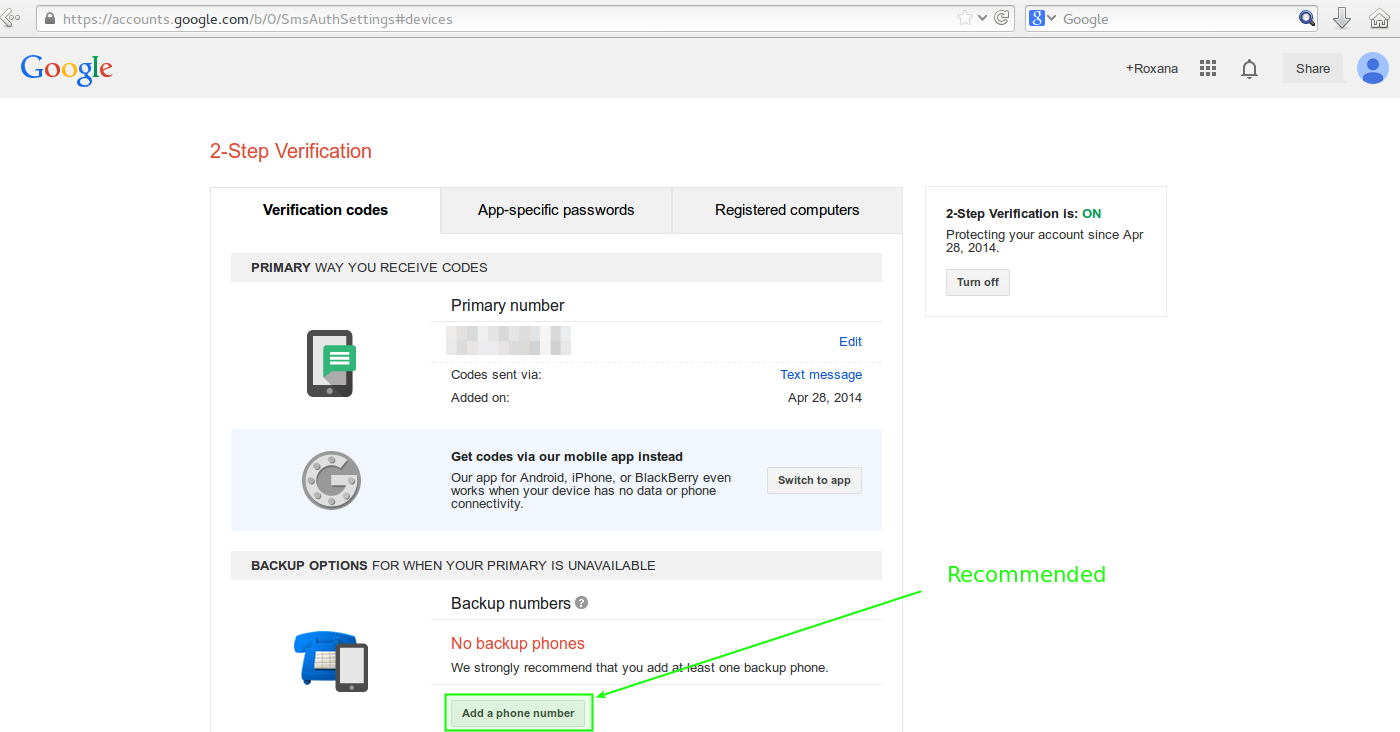 https://accounts.google.com/b/0/SmsAuthSettings#devices
Google
Google
+Roxana
Share
2-Step Verification
Verification codes
App-specific passwords
Registered computers
2-Step Verification is: ON
Protecting your account since Apr
28, 2014.
Turn off
PRIMARY WAY YOU RECEIVE CODES
Primary number
Edit
Codes sent via:
Text message
Added on:
Apr 28, 2014
Get codes via our mobile app instead
Our app for Android, iPhone, or BlackBerry even
works when your device has no data or phone
connectivity.
Switch to app
BACKUP OPTIONS FOR WHEN YOUR PRIMARY IS UNAVAILABLE
Recommended
Backup numbers ?
No backup phones
We strongly recommend that you add at least one backup phone.
Add a phone number